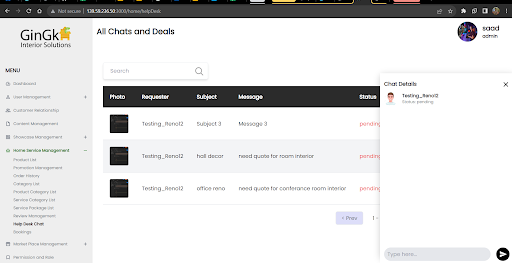 Not secure | 139.59.226.50:3000/home/helpDesk
GinGko
Interior Solutions
All Chats and Deals
saad
admin
MENU
Dashboard
User Management +
Customer Relationship
Content Management
Showcase Management +
Home Service Management −
Product List
Promotion Management
Order History
Category List
Product Category List
Service Category List
Service Package List
Review Management
Help Desk Chat
Bookings
Market Place Management +
Permission and Role
Search
Photo Requester Subject Message Status
Testing_Reno12 Subject 3 Message 3 pending
Testing_Reno12 hall decor need quote for room interior pending
Testing_Reno12 office reno need quote for conferance room interior pending
< Prev 1 -
Chat Details
Testing_Reno12
Status: pending
Type here...